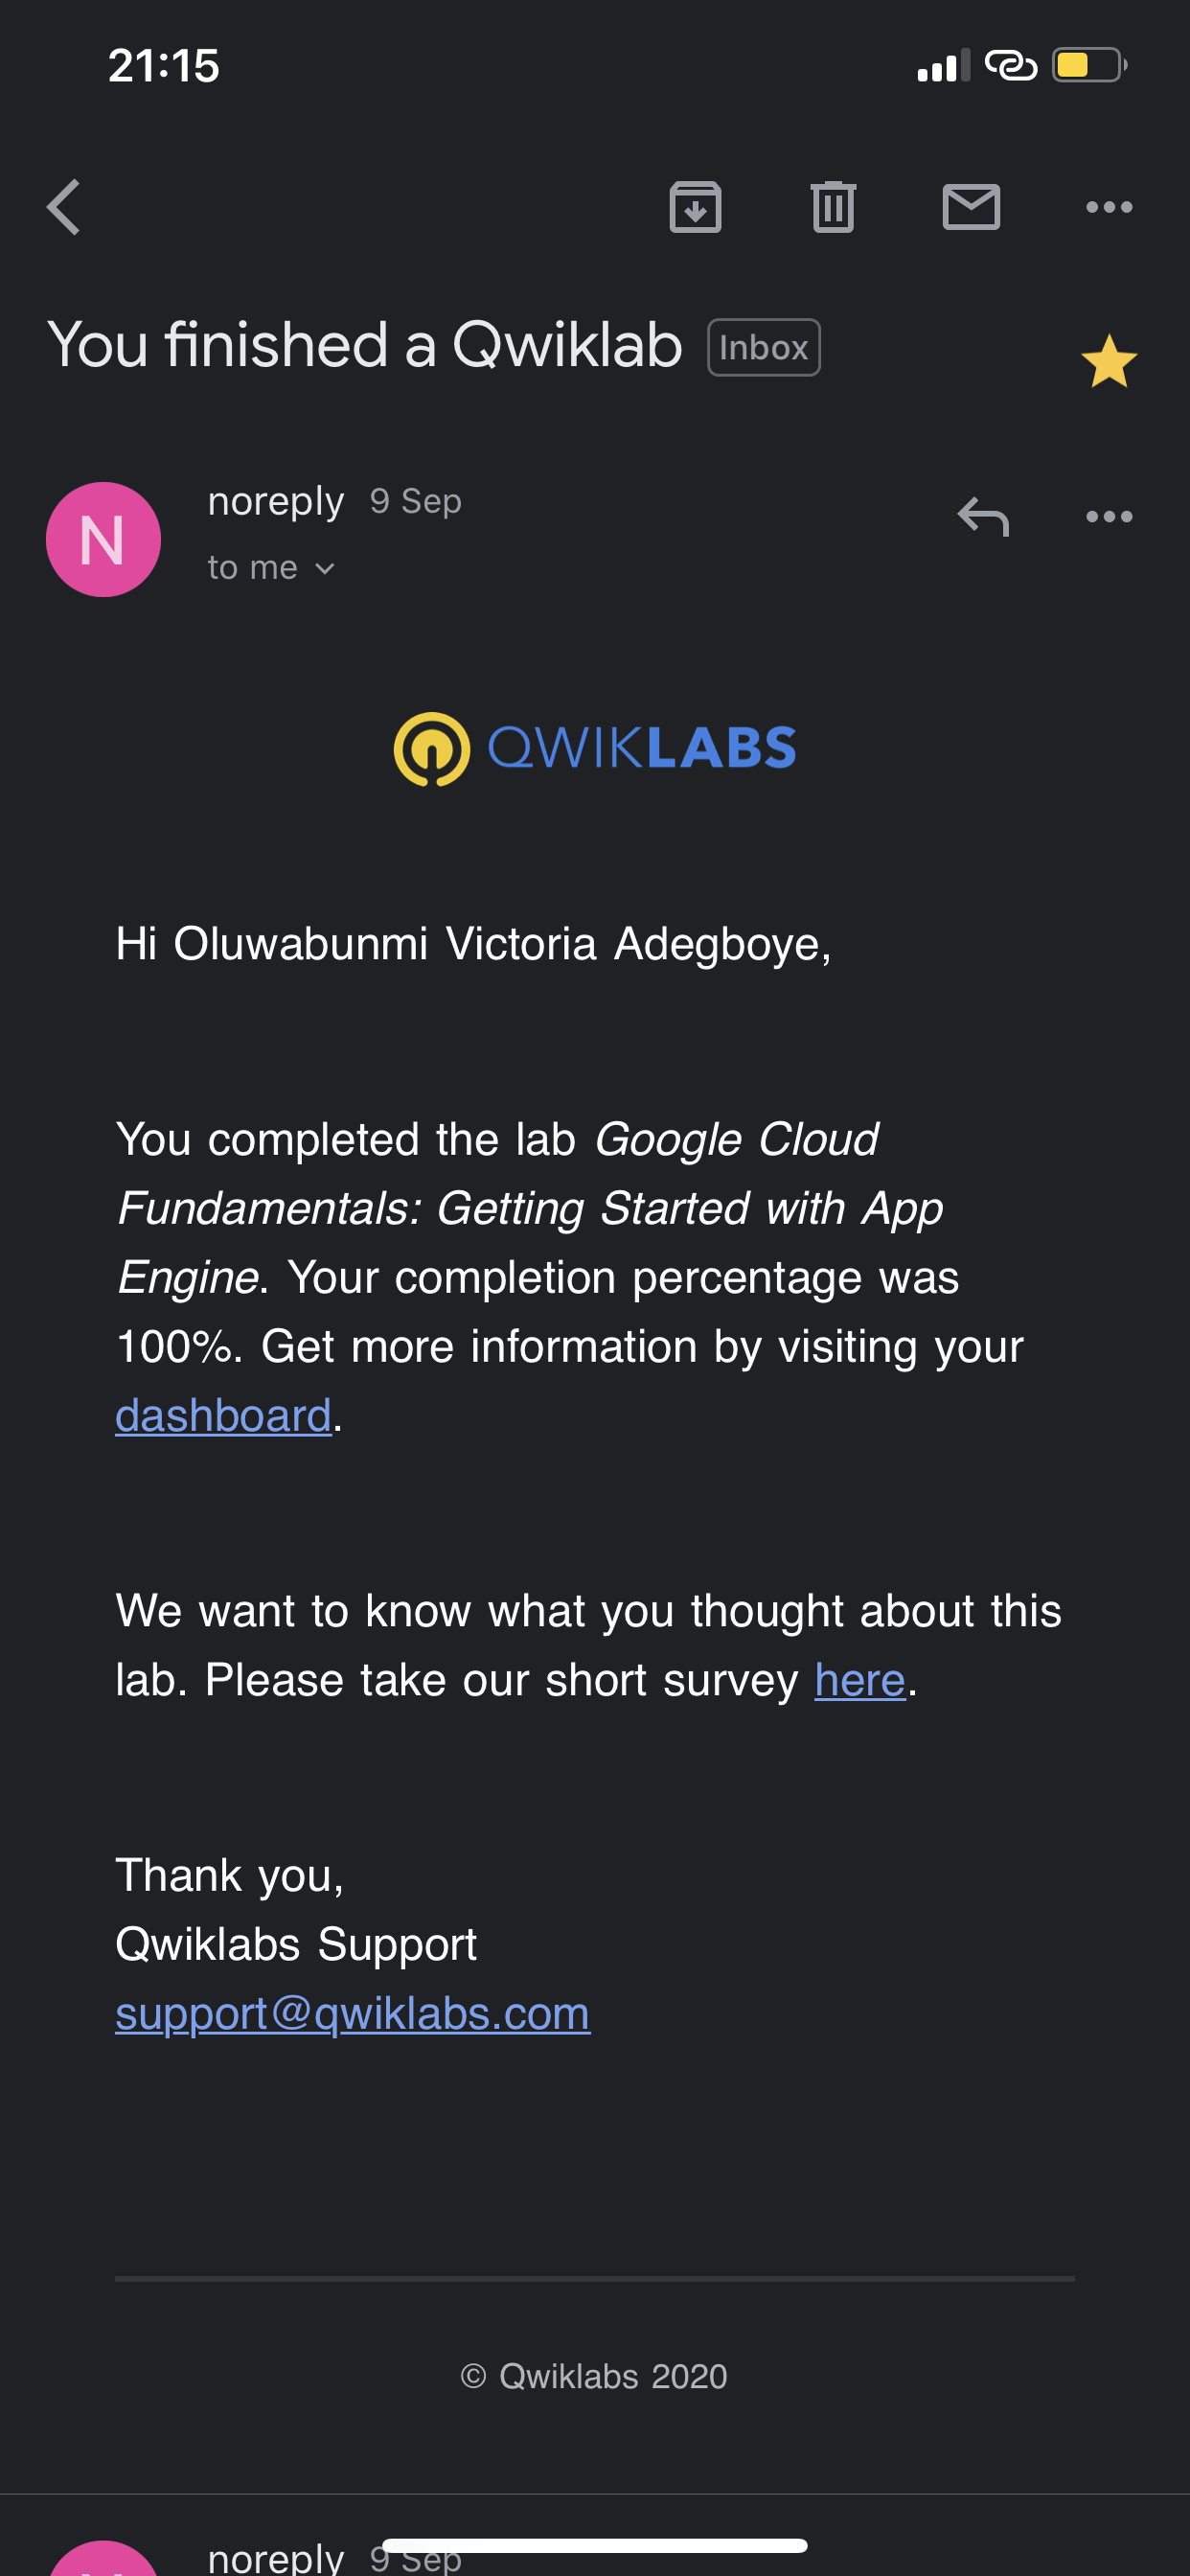 21:15
You finished a Qwiklab Inbox
noreply 9 Sep
to me
N
QWIKLABS
Hi Oluwabunmi Victoria Adegboye,
You completed the lab Google Cloud
Fundamentals: Getting Started with App
Engine. Your completion percentage was
100%. Get more information by visiting your
dashboard.
We want to know what you thought about this
lab. Please take our short survey here.
Thank you,
Qwiklabs Support
support@qwiklabs.com
© Qwiklabs 2020
noreply 9 Sep